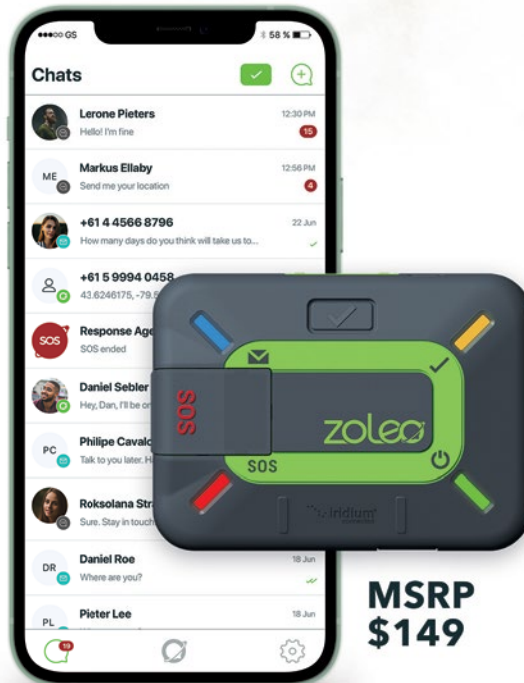 GS
58 %
Chats
Lerone Pieters
12:30 PM
Hello! I'm fine
15
ME
Markus Ellaby
12:56 PM
Send me your location
4
+61 4 4566 8796
22 Jun
How many days do you think will take us to...
+61 5 9994 0458
43.6246175, -79.5
SOS
Response Age
SOS ended
Daniel Sebler
Hey, Dan, I'll be or
PC
Philipe Cavalc
Talk to you later. H
Roksolana Str
Sure. Stay in touch
DR
Daniel Roe
18 Jun
Where are you?
PL
Pieter Lee
18 Jun
19
SOS
zoleo
SOS
iridium
MSRP
$149